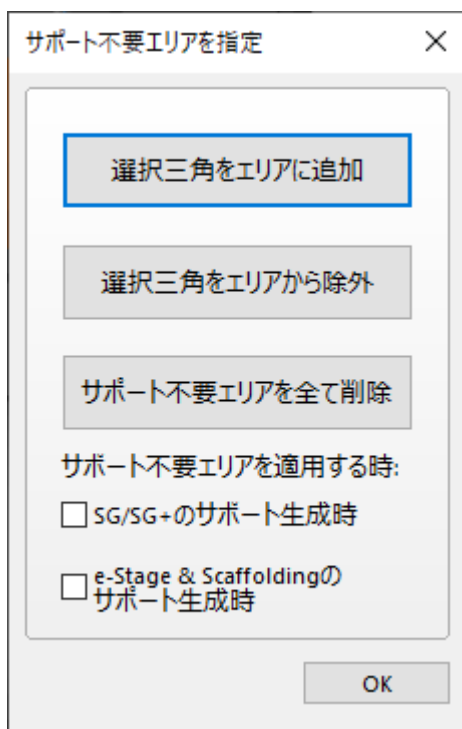 サポート不要エリアを指定
選択三角をエリアに追加
選択三角をエリアから除外
サポート不要エリアを全て削除
サポート不要エリアを適用する時:
SG/SG+のサポート生成時
e-Stage & Scaffoldingの
サポート生成時
OK